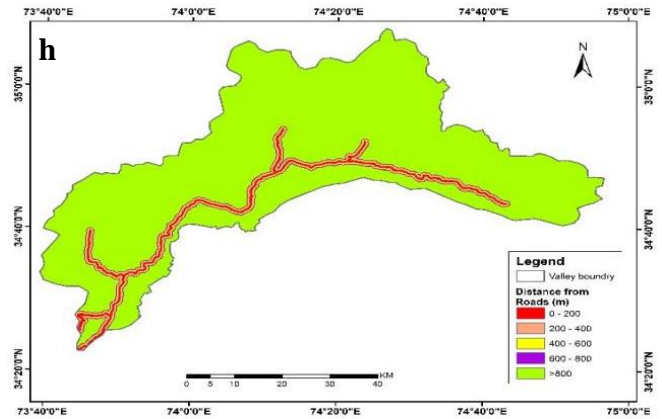 73°40'0"E 74°0'0"E 74°20'0"E 74°40'0"E 75°0'0"E
h
N
35°0'0"N 35°0'0"N
34°40'0"N 34°40'0"N
34°20'0"N 34°20'0"N
Legend
Valley boundry
Distance from
Roads (m)
0 - 200
200 - 400
400 - 600
600 - 800
>800
KM
0 5 10 20 30 40
73°40'0"E 74°0'0"E 74°20'0"E 74°40'0"E 75°0'0"E